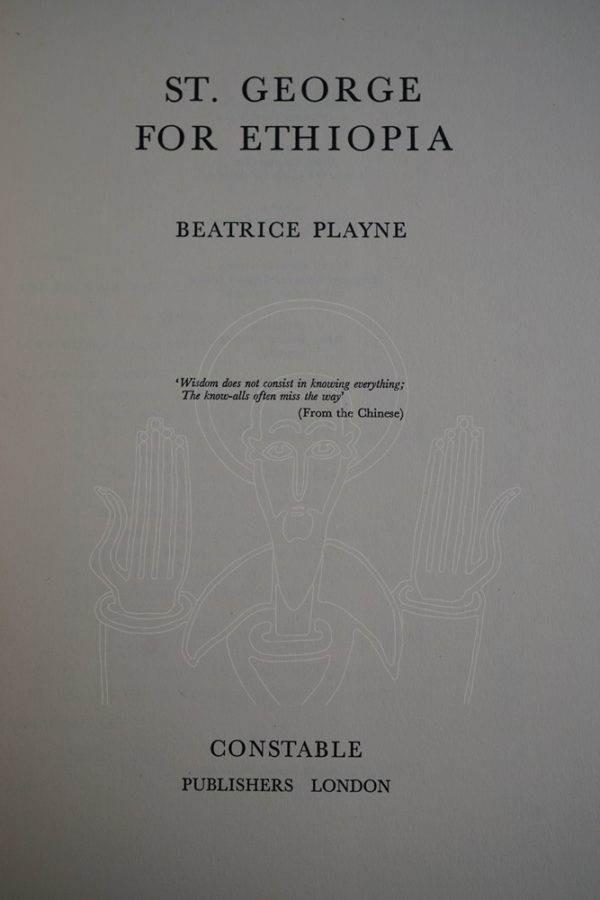 ST. GEORGE
FOR ETHIOPIA
BEATRICE PLAYNE
‘Wisdom does not consist in knowing everything;
The know-alls often miss the way’
(From the Chinese)
CONSTABLE
PUBLISHERS LONDON